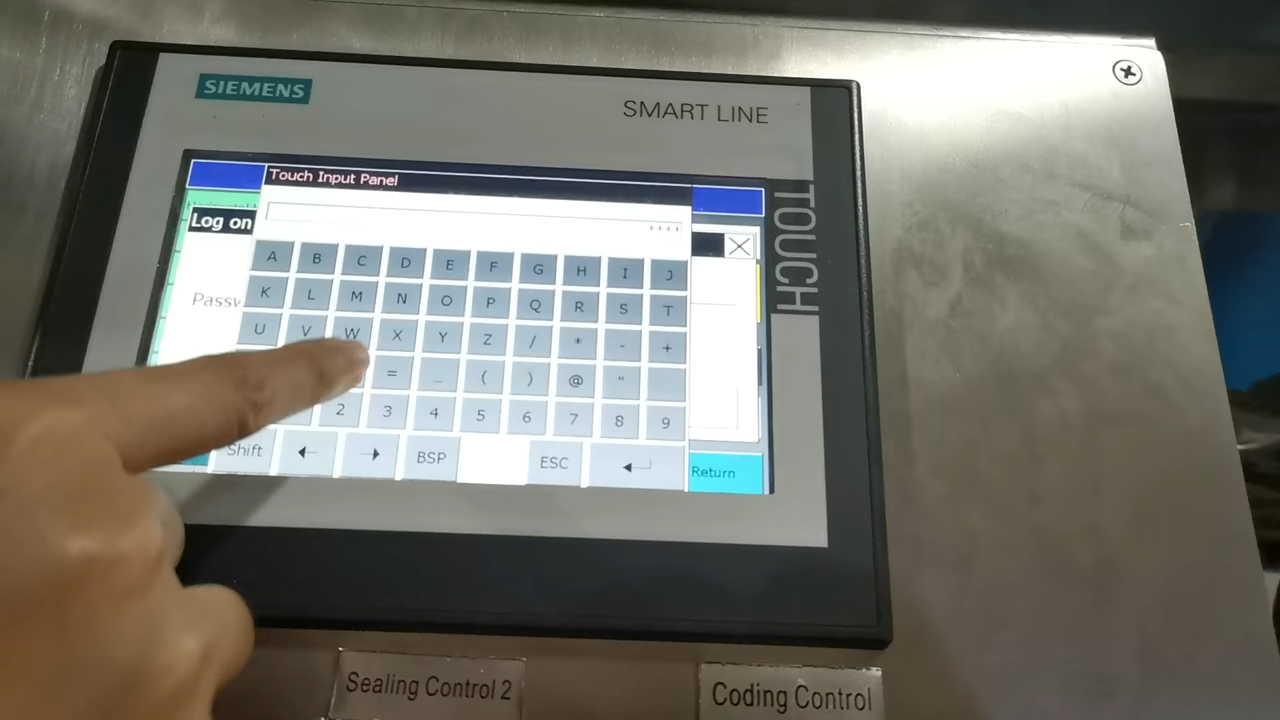 SIEMENS
SMART LINE
TOUCH
Touch Input Panel
++++
Log on
A B C D E F G H I J
K L M N O P Q R S T
Passw
U V W X Y Z / * - +
= _ ( ) @ "
2 3 4 5 6 7 8 9
Shift ← → BSP ESC ↵
Return
Sealing Control 2
Coding Control